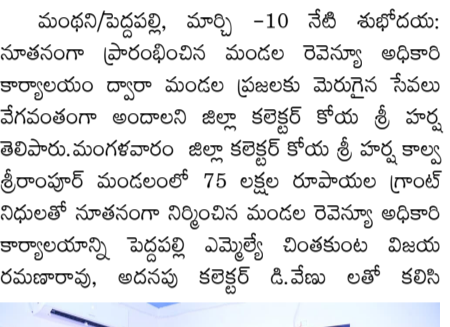 మంథని/పెద్దపల్లి, మార్చి -10 నేటి శుభోదయ:
నూతనంగా ప్రారంభించిన మండల రెవెన్యూ అధికారి
కార్యాలయం ద్వారా మండల ప్రజలకు మెరుగైన సేవలు
వేగవంతంగా అందాలని జిల్లా కలెక్టర్ కోయ శ్రీ హర్ష
తెలిపారు.మంగళవారం జిల్లా కలెక్టర్ కోయ శ్రీ హర్ష కాల్వ
శ్రీరాంపూర్ మండలంలో 75 లక్షల రూపాయల గ్రాంట్
నిధులతో నూతనంగా నిర్మించిన మండల రెవెన్యూ అధికారి
కార్యాలయాన్ని పెద్దపల్లి ఎమ్మెల్యే చింతకుంట విజయ
రమణారావు, అదనపు కలెక్టర్ డి.వేణు లతో కలిసి